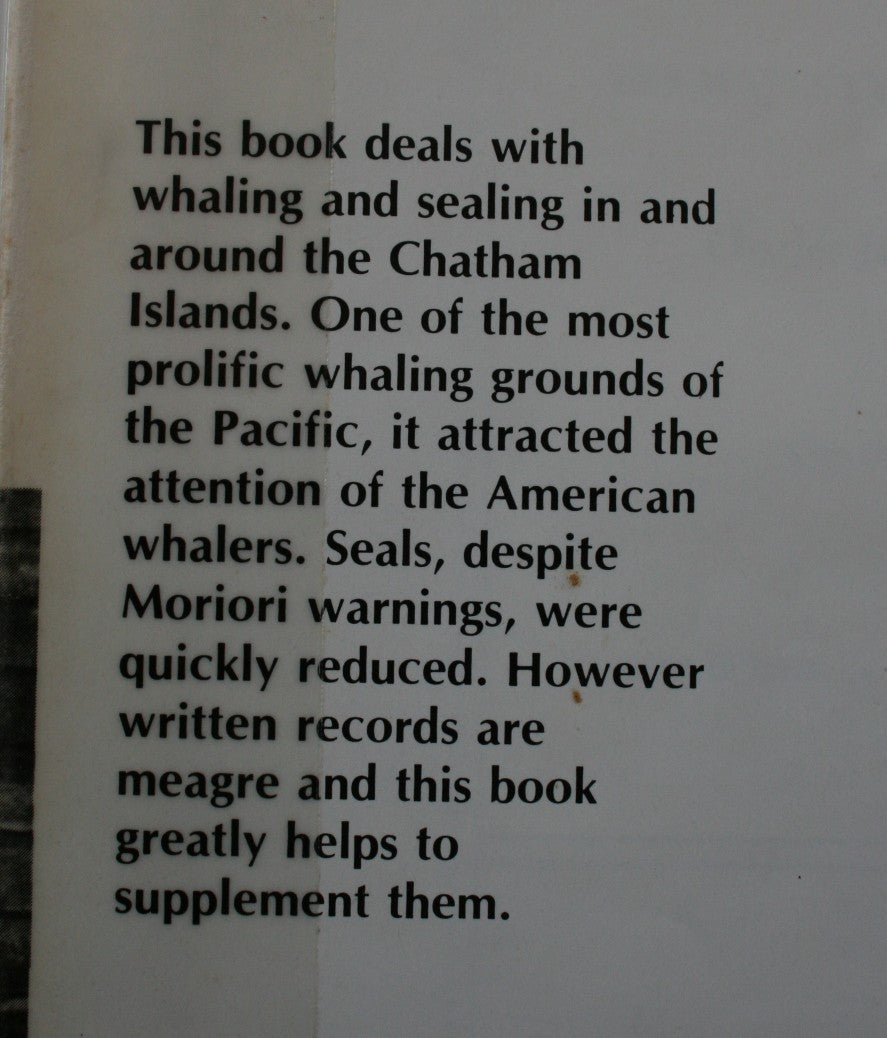 This book deals with
whaling and sealing in and
around the Chatham
Islands. One of the most
prolific whaling grounds of
the Pacific, it attracted the
attention of the American
whalers. Seals, despite
Moriori warnings, were
quickly reduced. However
written records are
meagre and this book
greatly helps to
supplement them.